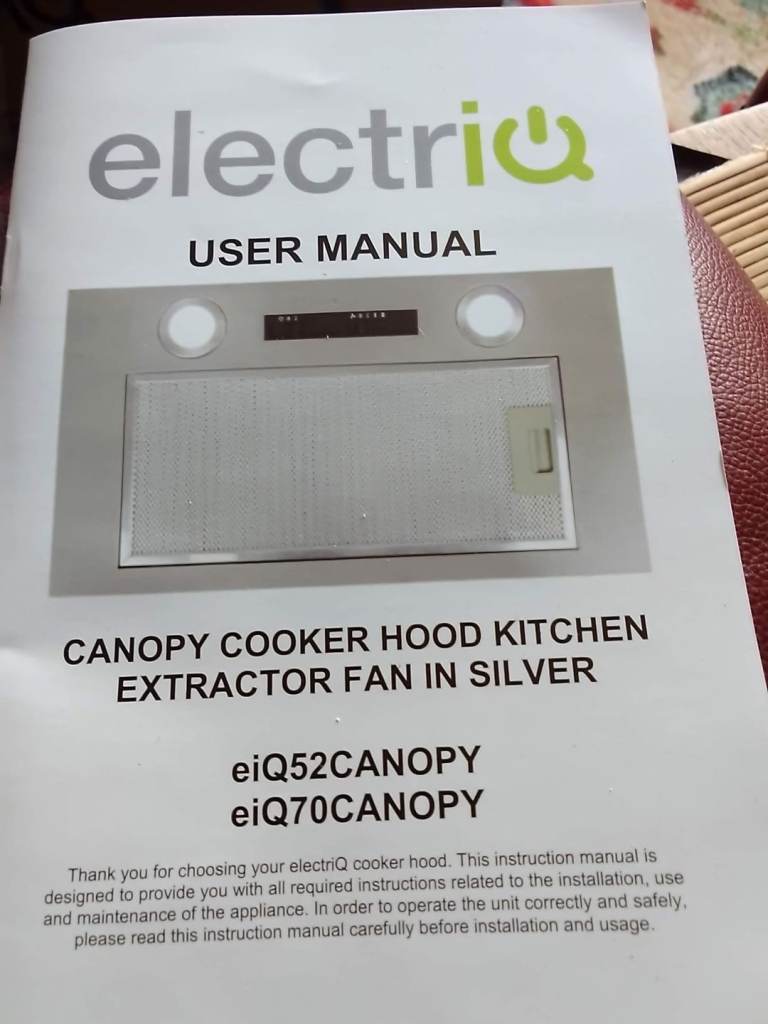 electriQ
USER MANUAL
CANOPY COOKER HOOD KITCHEN
EXTRACTOR FAN IN SILVER
eiQ52CANOPY
eiQ70CANOPY
Thank you for choosing your electriQ cooker hood. This instruction manual is
designed to provide you with all required instructions related to the installation, use
and maintenance of the appliance. In order to operate the unit correctly and safely,
please read this instruction manual carefully before installation and usage.